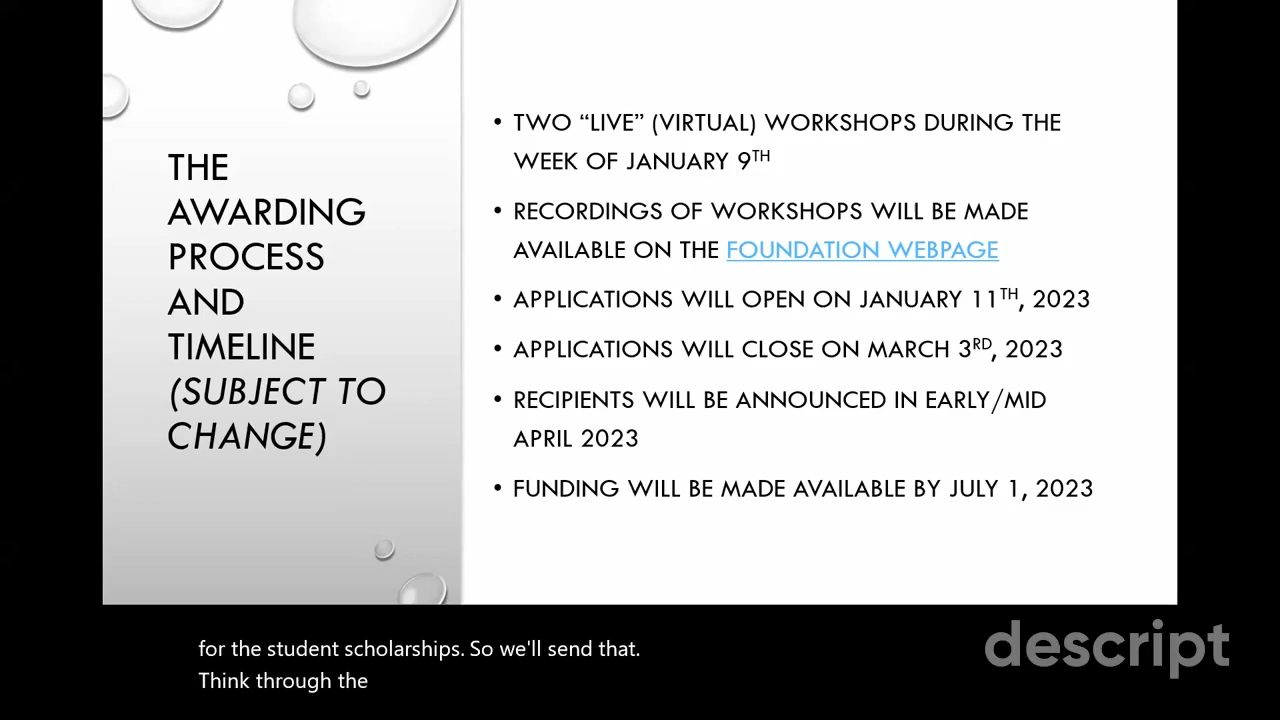 THE
AWARDING
PROCESS
AND
TIMELINE
(SUBJECT TO
CHANGE)
• TWO “LIVE” (VIRTUAL) WORKSHOPS DURING THE
WEEK OF JANUARY 9TH
• RECORDINGS OF WORKSHOPS WILL BE MADE
AVAILABLE ON THE FOUNDATION WEBPAGE
• APPLICATIONS WILL OPEN ON JANUARY 11TH, 2023
• APPLICATIONS WILL CLOSE ON MARCH 3RD, 2023
• RECIPIENTS WILL BE ANNOUNCED IN EARLY/MID
APRIL 2023
• FUNDING WILL BE MADE AVAILABLE BY JULY 1, 2023
for the student scholarships. So we'll send that.
Think through the
descript